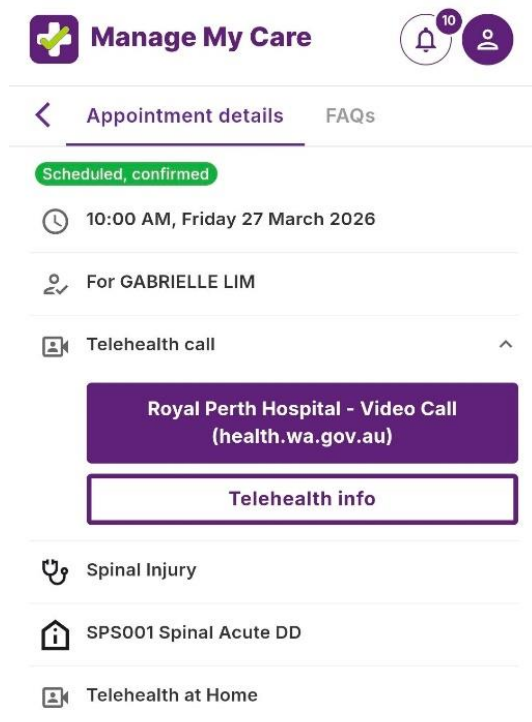 Manage My Care
10
Appointment details
FAQs
Scheduled, confirmed
10:00 AM, Friday 27 March 2026
For GABRIELLE LIM
Telehealth call
Royal Perth Hospital - Video Call
(health.wa.gov.au)
Telehealth info
Spinal Injury
SPS001 Spinal Acute DD
Telehealth at Home